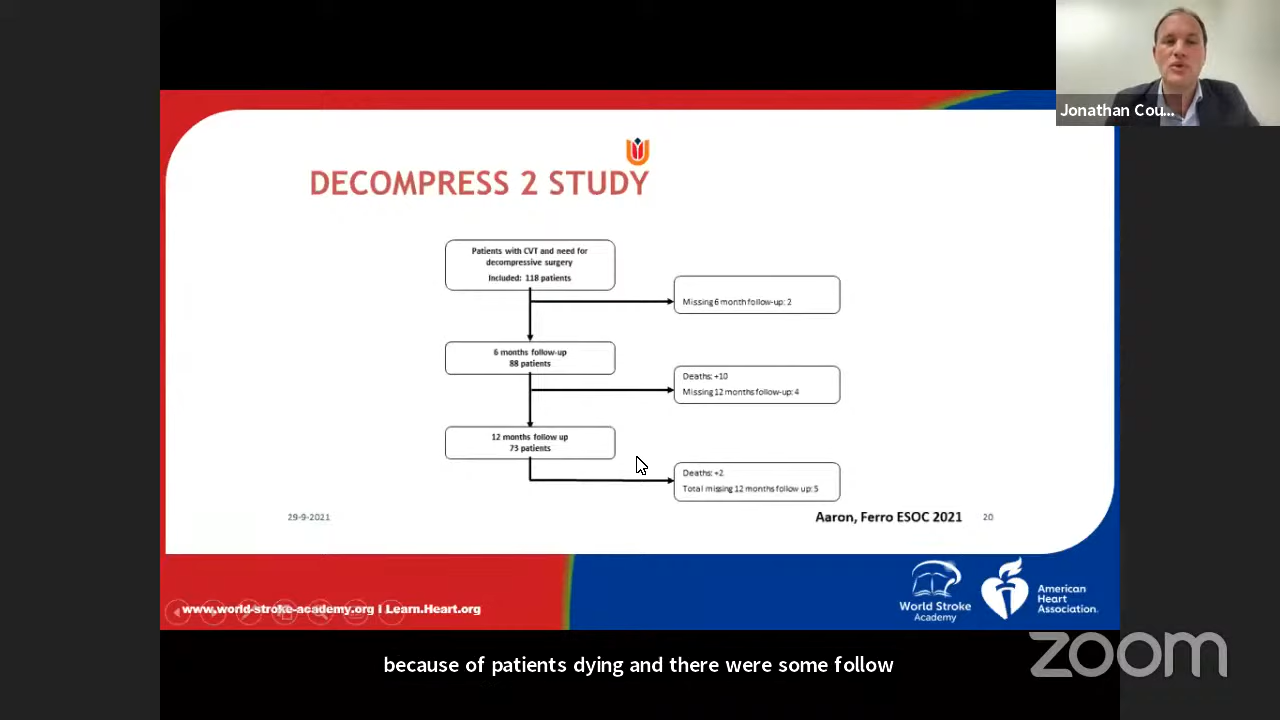 Jonathan Cou...
DECOMPRESS 2 STUDY
Patients with CVT and need for
decompressive surgery
Included: 118 patients
Missing 6 month follow-up: 2
6 months follow-up
88 patients
Deaths: +10
Missing 12 months follow-up: 4
12 months follow up
73 patients
Deaths: +2
Total missing 12 months follow up: 5
29-9-2021
Aaron, Ferro ESOC 2021
20
www.world-stroke-academy.org I Learn.Heart.org
World Stroke
Academy
American
Heart
Association.
because of patients dying and there were some follow
zoom